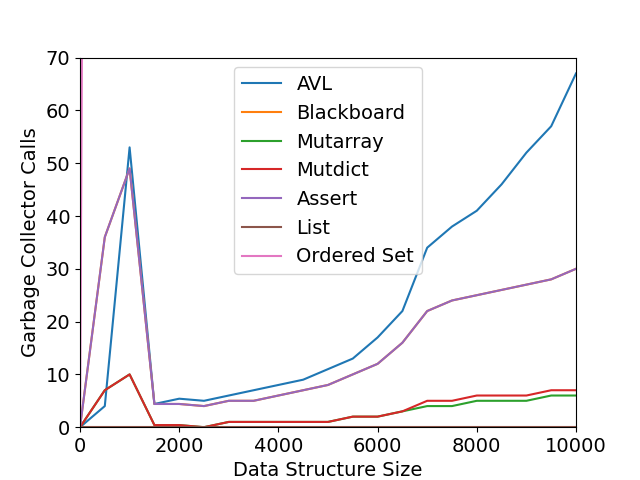 70
60
50
40
30
20
10
0
Garbage Collector Calls
AVL
Blackboard
Mutarray
Mutdict
Assert
List
Ordered Set
0 2000 4000 6000 8000 10000
Data Structure Size